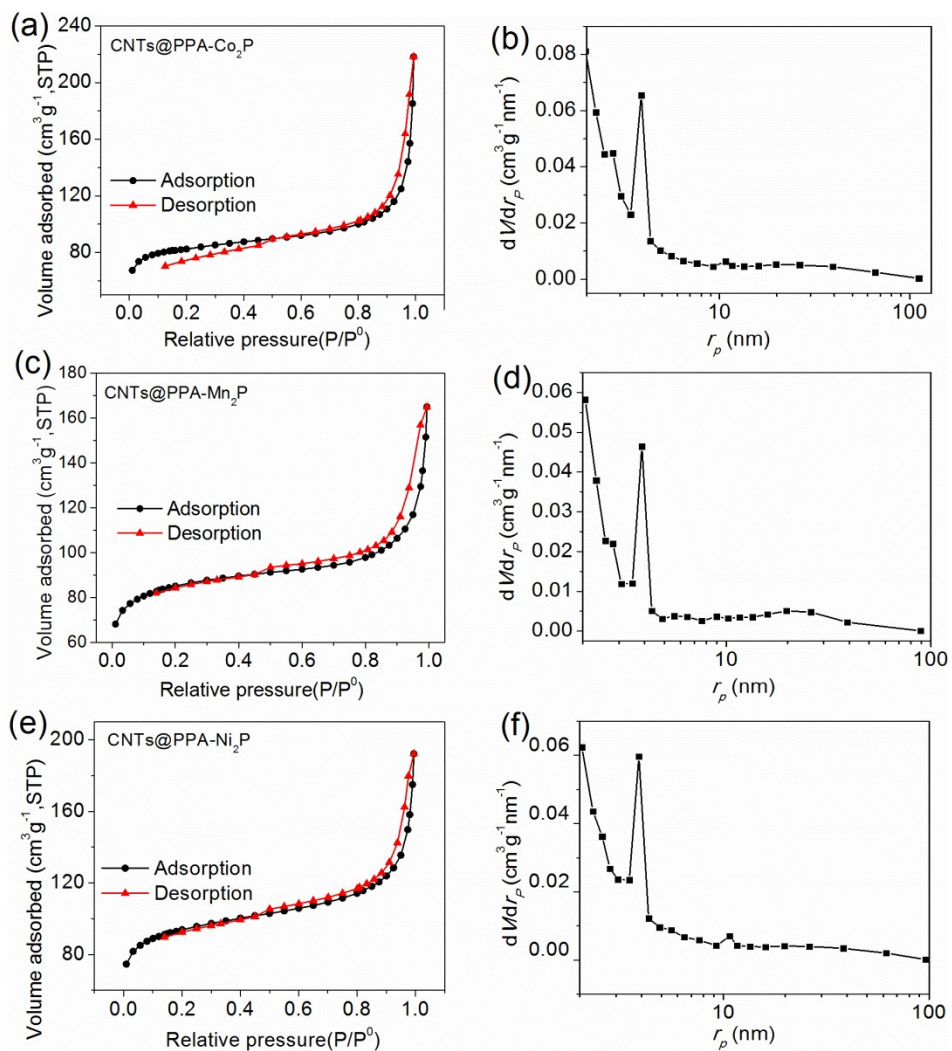 (a)
CNTs@PPA-Co₂P
Volume adsorbed (cm³g⁻¹,STP)
240
200
160
120
80
Adsorption
Desorption
0.0 0.2 0.4 0.6 0.8 1.0
Relative pressure(P/P⁰)
(b)
dV/drₚ (cm³g⁻¹nm⁻¹)
0.08
0.06
0.04
0.02
0.00
10 100
rₚ (nm)
(c)
CNTs@PPA-Mn₂P
Volume adsorbed (cm³g⁻¹,STP)
180
160
140
120
100
80
60
Adsorption
Desorption
0.0 0.2 0.4 0.6 0.8 1.0
Relative pressure(P/P⁰)
(d)
dV/drₚ (cm³g⁻¹nm⁻¹)
0.06
0.05
0.04
0.03
0.02
0.01
0.00
10 100
rₚ (nm)
(e)
CNTs@PPA-Ni₂P
Volume adsorbed (cm³g⁻¹,STP)
200
160
120
80
Adsorption
Desorption
0.0 0.2 0.4 0.6 0.8 1.0
Relative pressure(P/P⁰)
(f)
dV/drₚ (cm³g⁻¹nm⁻¹)
0.06
0.04
0.02
0.00
10 100
rₚ (nm)